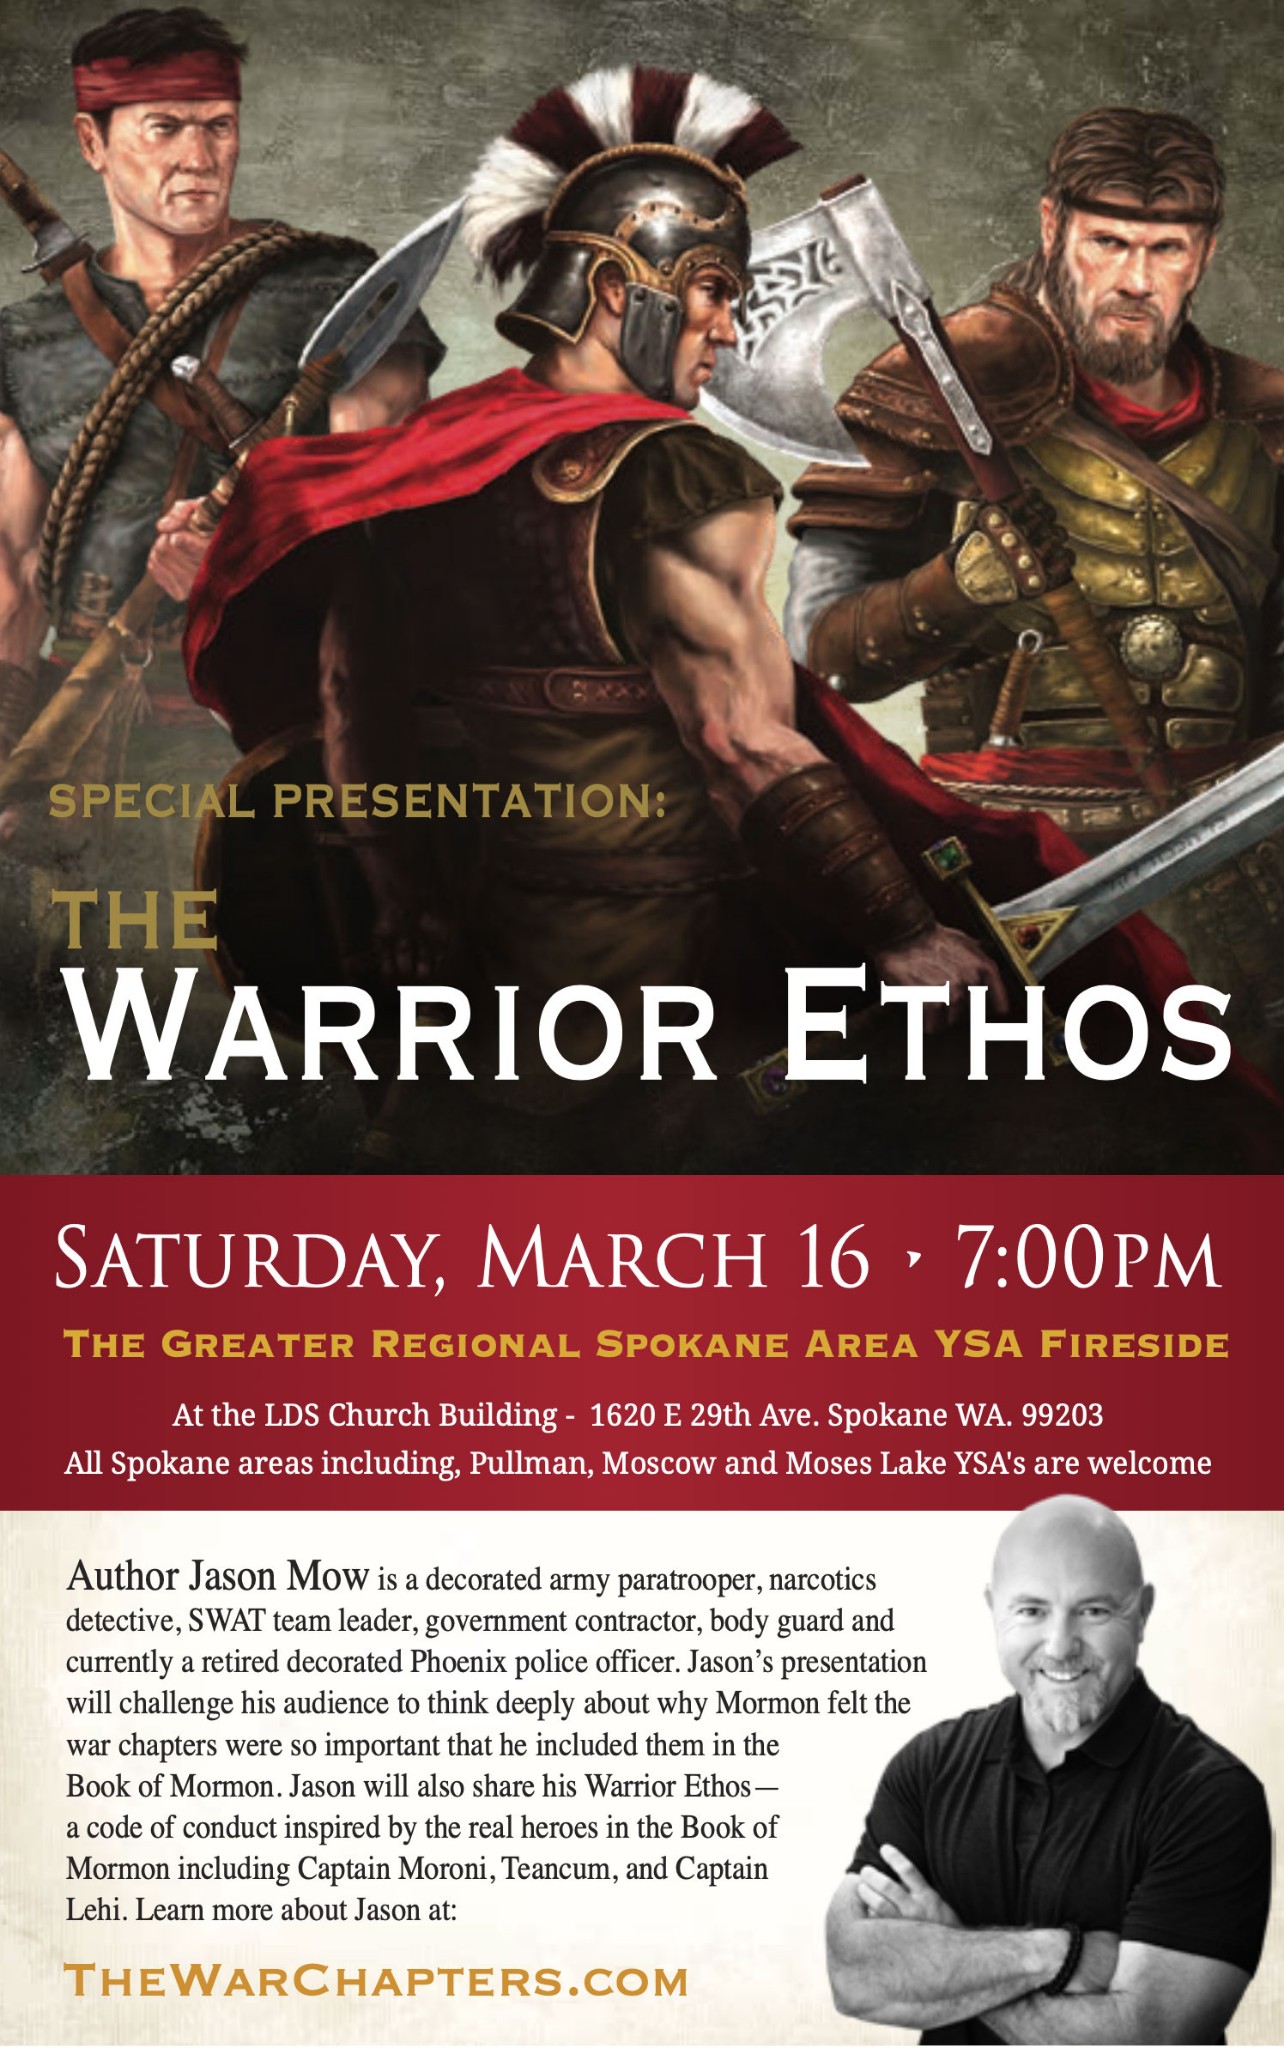 SPECIAL PRESENTATION:
THE
WARRIOR ETHOS
SATURDAY, MARCH 16 • 7:00PM
THE GREATER REGIONAL SPOKANE AREA YSA FIRESIDE
At the LDS Church Building - 1620 E 29th Ave. Spokane WA. 99203
All Spokane areas including, Pullman, Moscow and Moses Lake YSA's are welcome
Author Jason Mow is a decorated army paratrooper, narcotics
detective, SWAT team leader, government contractor, body guard and
currently a retired decorated Phoenix police officer. Jason’s presentation
will challenge his audience to think deeply about why Mormon felt the
war chapters were so important that he included them in the
Book of Mormon. Jason will also share his Warrior Ethos—
a code of conduct inspired by the real heroes in the Book of
Mormon including Captain Moroni, Teancum, and Captain
Lehi. Learn more about Jason at:
THEWARCHAPTERS.COM